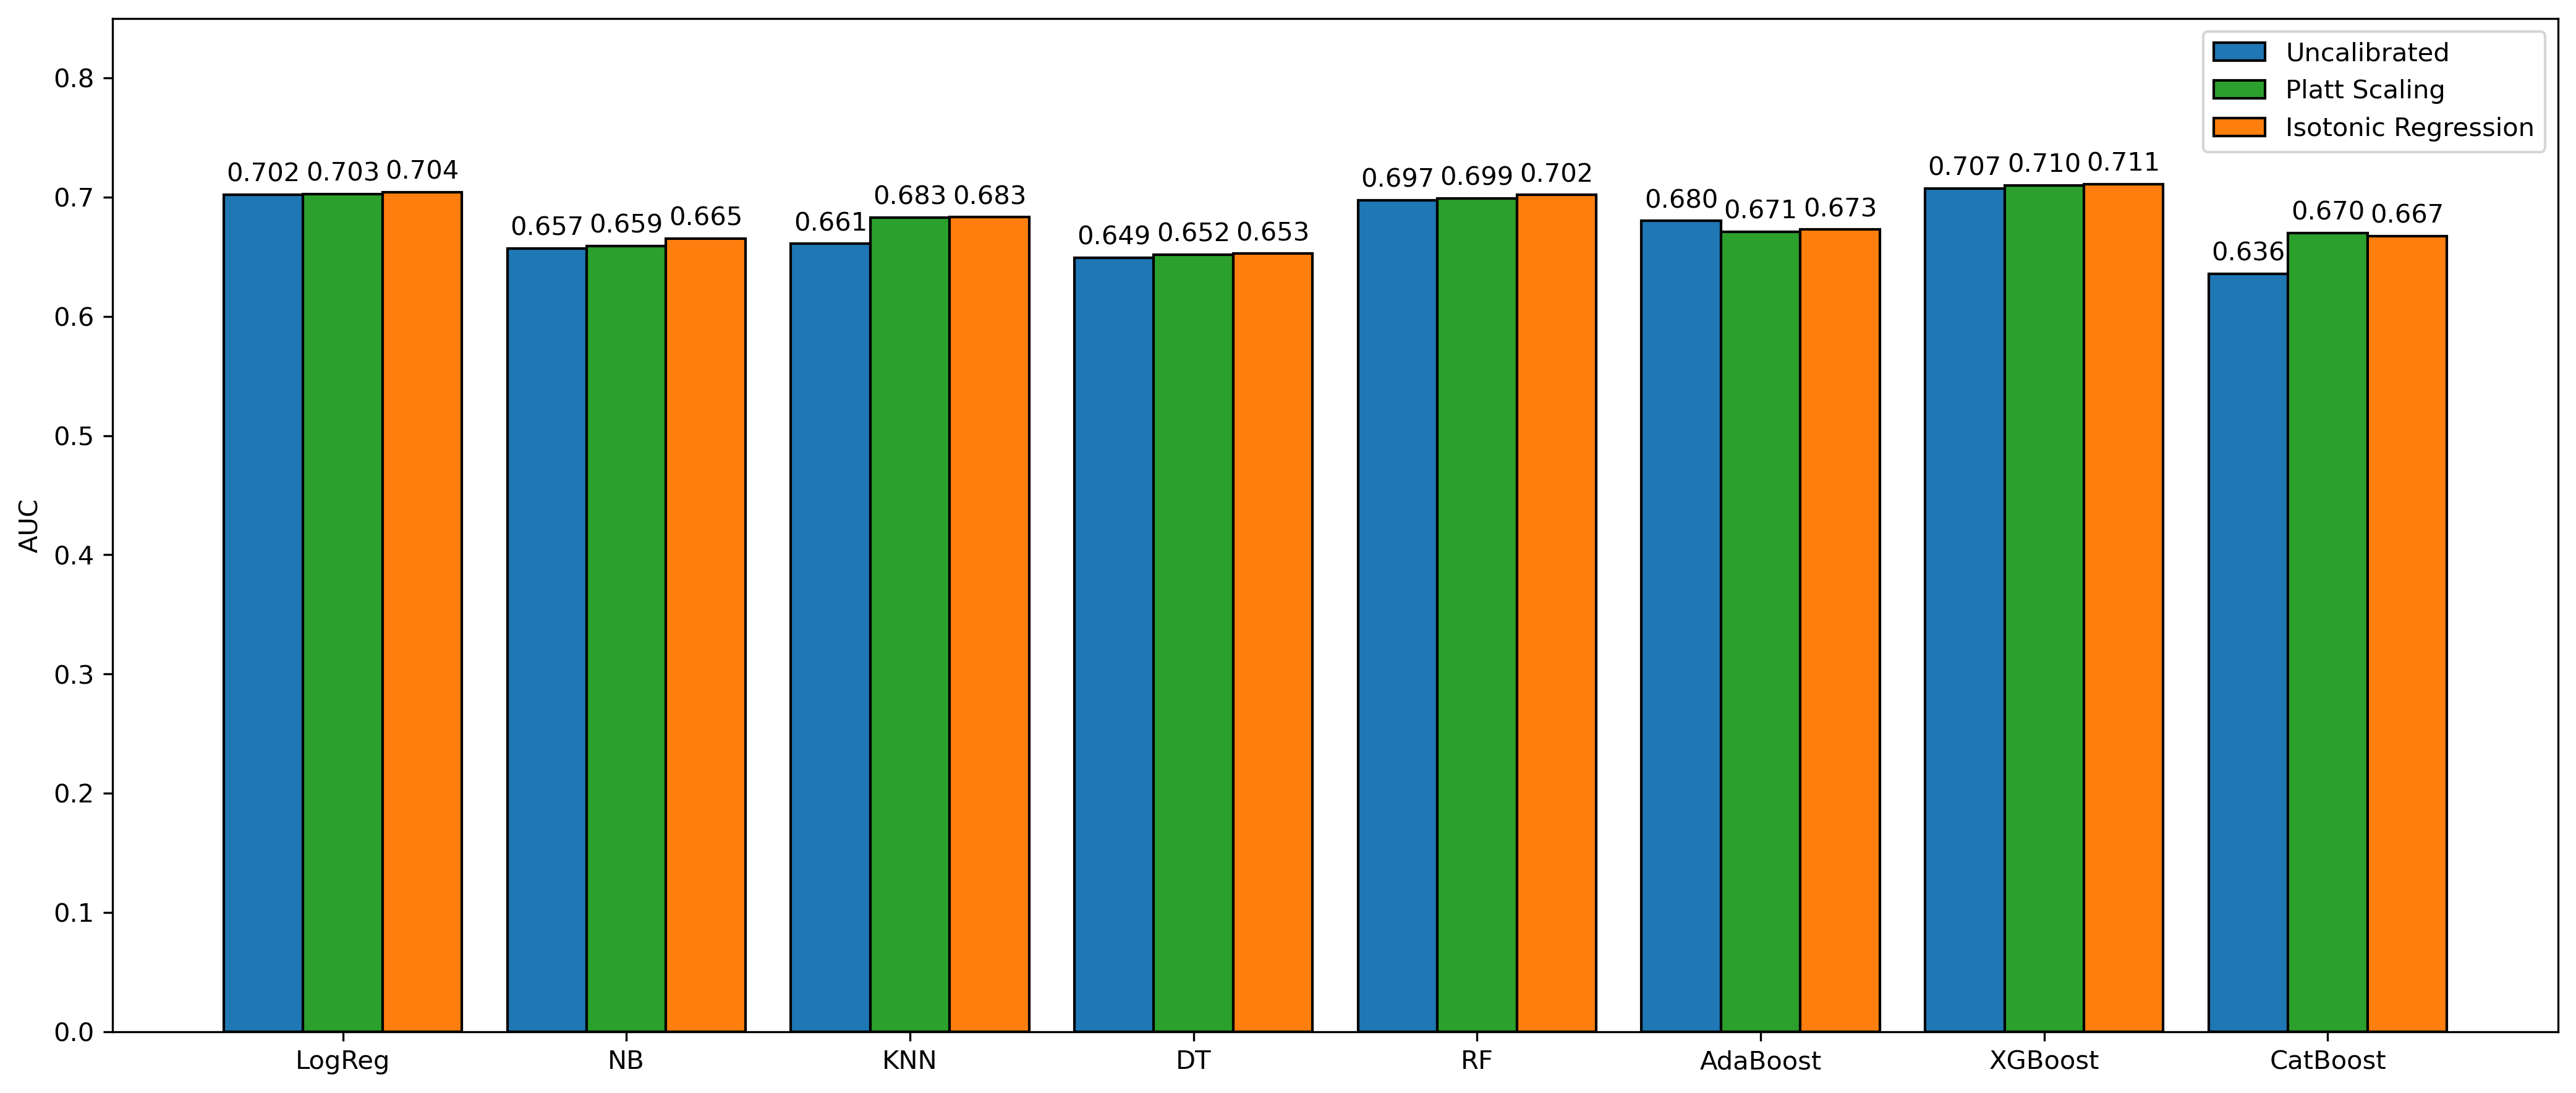 Uncalibrated
Platt Scaling
Isotonic Regression
AUC
0.8
0.7
0.6
0.5
0.4
0.3
0.2
0.1
0.0
0.702 0.703 0.704
0.657 0.659 0.665
0.661 0.683 0.683
0.649 0.652 0.653
0.697 0.699 0.702
0.680 0.671 0.673
0.707 0.710 0.711
0.636 0.670 0.667
LogReg NB KNN DT RF AdaBoost XGBoost CatBoost